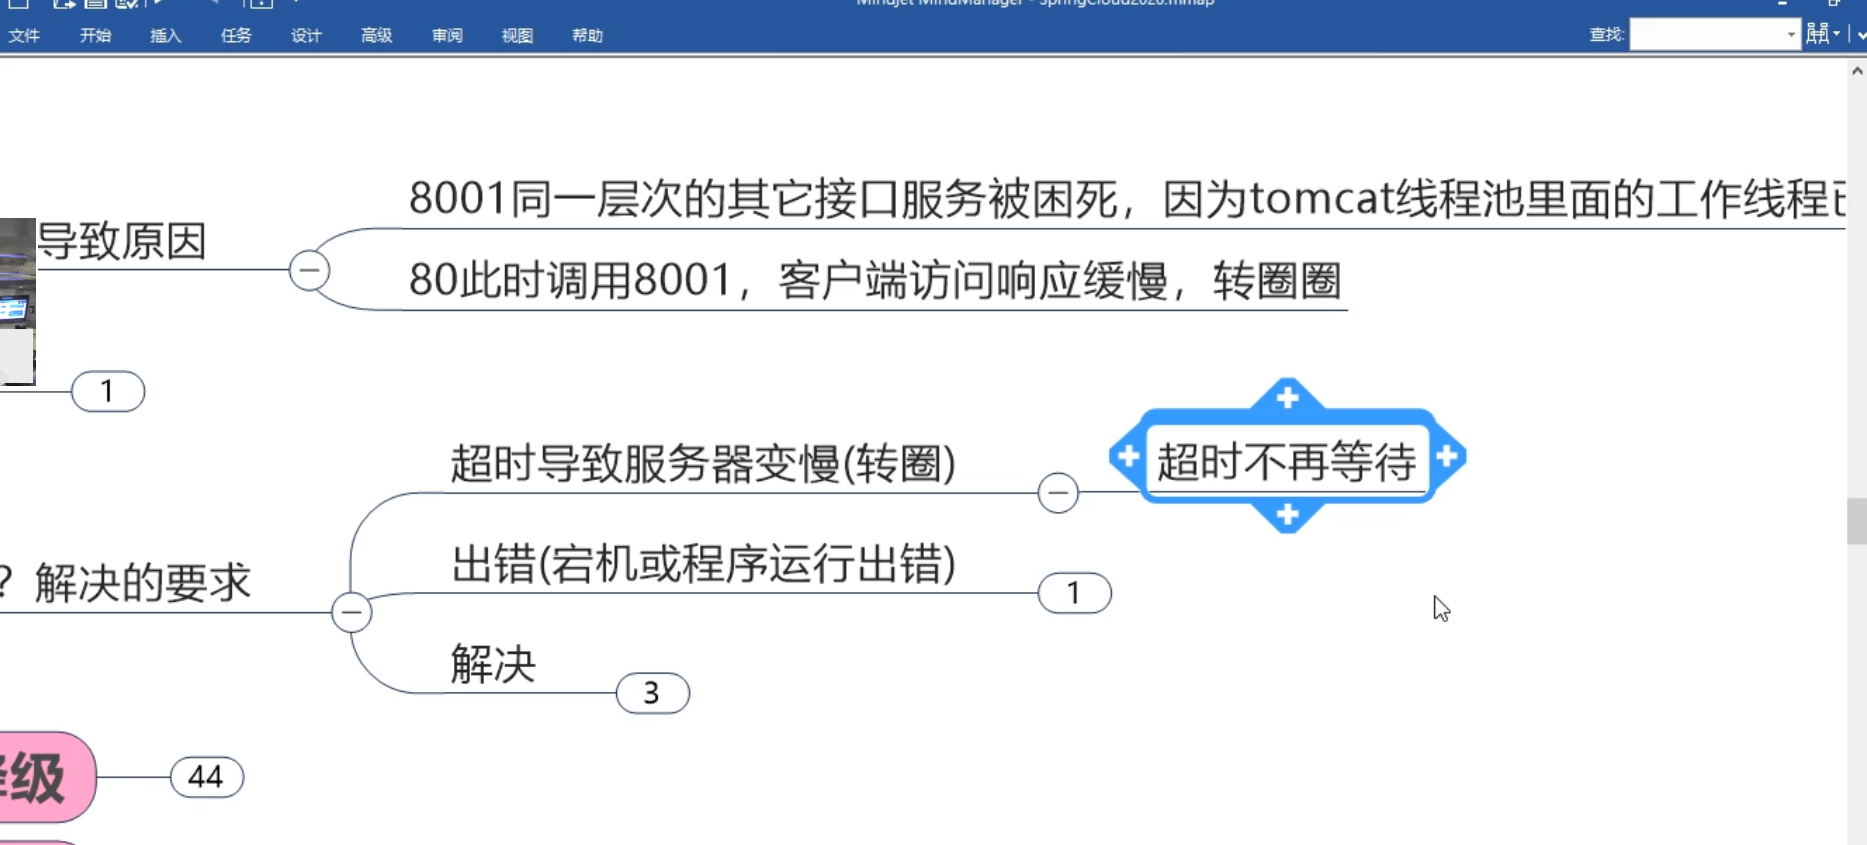 Mindjet MindManager - SpringCloud2020.mmap
文件 开始 插入 任务 设计 高级 审阅 视图 帮助 查找:
8001同一层次的其它接口服务被困死，因为tomcat线程池里面的工作线程已
导致原因
80此时调用8001，客户端访问响应缓慢，转圈圈
1
超时导致服务器变慢(转圈)
超时不再等待
出错(宕机或程序运行出错)
1
？解决的要求
解决
3
级
44